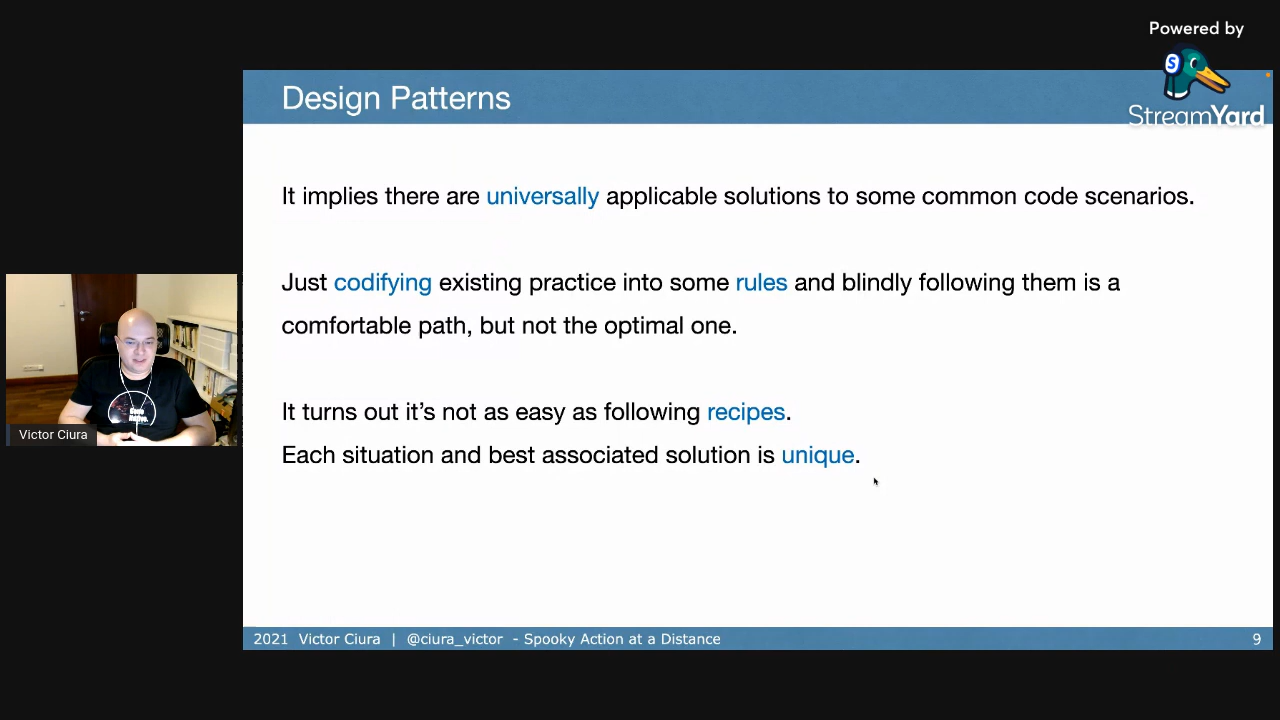 Powered by
StreamYard
Design Patterns
It implies there are universally applicable solutions to some common code scenarios.
Just codifying existing practice into some rules and blindly following them is a
comfortable path, but not the optimal one.
It turns out it's not as easy as following recipes.
Each situation and best associated solution is unique.
Victor Ciura
2021 Victor Ciura | @ciura_victor - Spooky Action at a Distance
9